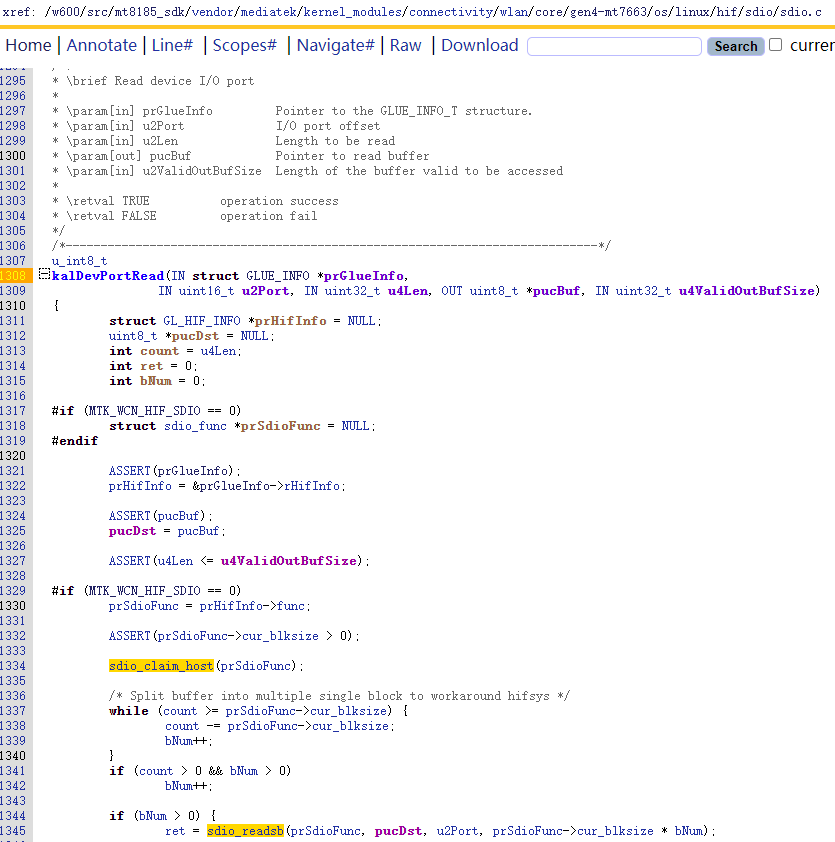 xref: /w600/src/mt8185_sdk/vendor/mediatek/kernel_modules/connectivity/wlan/core/gen4-mt7663/os/linux/hif/sdio/sdio.c
Home | Annotate | Line# | Scopes# | Navigate# | Raw | Download Search curren
1295 * \brief Read device I/O port
1296 *
1297 * \param[in] prGlueInfo Pointer to the GLUE_INFO_T structure.
1298 * \param[in] u2Port I/O port offset
1299 * \param[in] u2Len Length to be read
1300 * \param[out] pucBuf Pointer to read buffer
1301 * \param[in] u2ValidOutBufSize Length of the buffer valid to be accessed
1302 *
1303 * \retval TRUE operation success
1304 * \retval FALSE operation fail
1305 */
1306 /*----------------------------------------------------------------------------*/
1307 u_int8_t
1308 kalDevPortRead(IN struct GLUE_INFO *prGlueInfo,
1309 IN uint16_t u2Port, IN uint32_t u4Len, OUT uint8_t *pucBuf, IN uint32_t u4ValidOutBufSize)
1310 {
1311 struct GL_HIF_INFO *prHifInfo = NULL;
1312 uint8_t *pucDst = NULL;
1313 int count = u4Len;
1314 int ret = 0;
1315 int bNum = 0;
1316
1317 #if (MTK_WCN_HIF_SDIO == 0)
1318 struct sdio_func *prSdioFunc = NULL;
1319 #endif
1320
1321 ASSERT(prGlueInfo);
1322 prHifInfo = &prGlueInfo->rHifInfo;
1323
1324 ASSERT(pucBuf);
1325 pucDst = pucBuf;
1326
1327 ASSERT(u4Len <= u4ValidOutBufSize);
1328
1329 #if (MTK_WCN_HIF_SDIO == 0)
1330 prSdioFunc = prHifInfo->func;
1331
1332 ASSERT(prSdioFunc->cur_blksize > 0);
1333
1334 sdio_claim_host(prSdioFunc);
1335
1336 /* Split buffer into multiple single block to workaround hifsys */
1337 while (count >= prSdioFunc->cur_blksize) {
1338 count -= prSdioFunc->cur_blksize;
1339 bNum++;
1340 }
1341 if (count > 0 && bNum > 0)
1342 bNum++;
1343
1344 if (bNum > 0) {
1345 ret = sdio_readsb(prSdioFunc, pucDst, u2Port, prSdioFunc->cur_blksize * bNum);